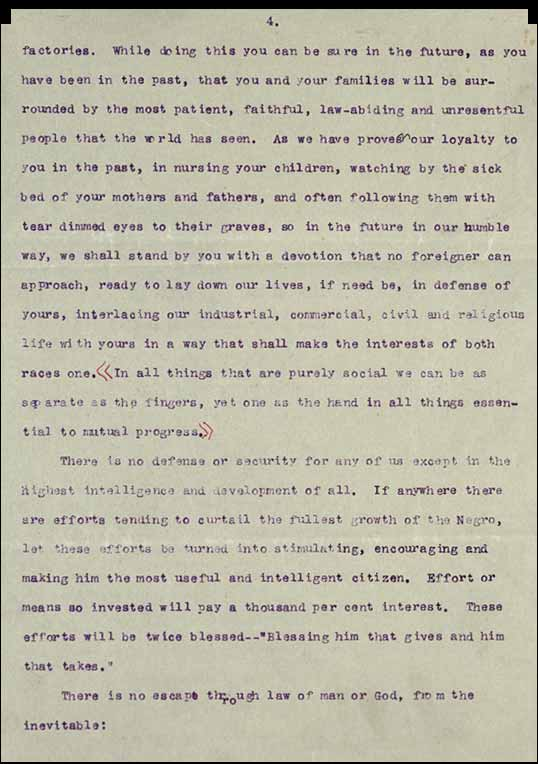 4.
factories. While doing this you can be sure in the future, as you
have been in the past, that you and your families will be sur-
rounded by the most patient, faithful, law-abiding and unresentful
people that the world has seen. As we have proven our loyalty to
you in the past, in nursing your children, watching by the sick
bed of your mothers and fathers, and often following them with
tear dimmed eyes to their graves, so in the future in our humble
way, we shall stand by you with a devotion that no foreigner can
approach, ready to lay down our lives, if need be, in defense of
yours, interlacing our industrial, commercial, civil and religious
life with yours in a way that shall make the interests of both
races one. << In all things that are purely social we can be as
separate as the fingers, yet one as the hand in all things essen-
tial to mutual progress. >>
There is no defense or security for any of us except in the
highest intelligence and development of all. If anywhere there
are efforts tending to curtail the fullest growth of the Negro,
let these efforts be turned into stimulating, encouraging and
making him the most useful and intelligent citizen. Effort or
means so invested will pay a thousand per cent interest. These
efforts will be twice blessed--"Blessing him that gives and him
that takes."
There is no escape through law of man or God, from the
inevitable: